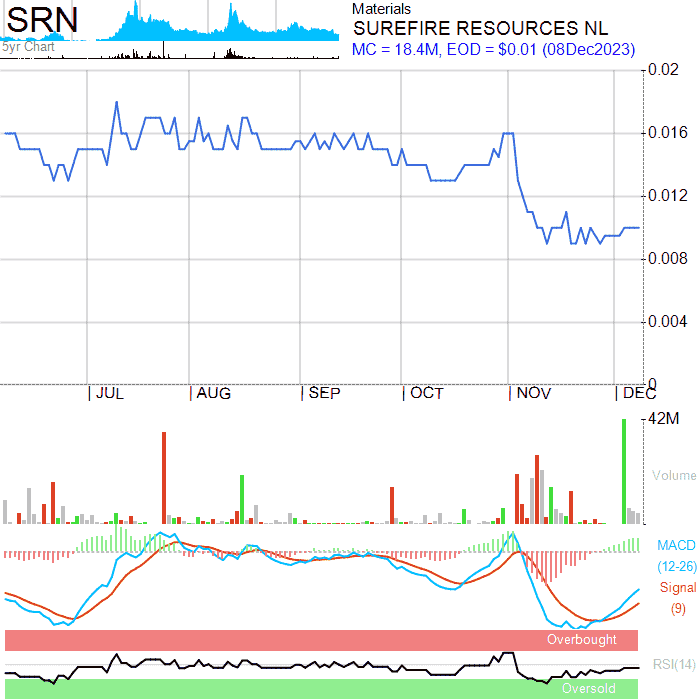 SRN
5yr Chart
Materials
SUREFIRE RESOURCES NL
MC = 18.4M, EOD = $0.01 (08Dec2023)
0.02
0.016
0.012
0.008
0.004
0
JUL AUG SEP OCT NOV DEC
42M
Volume
MACD
(12-26)
Signal
(9)
Overbought
RSI(14)
Oversold